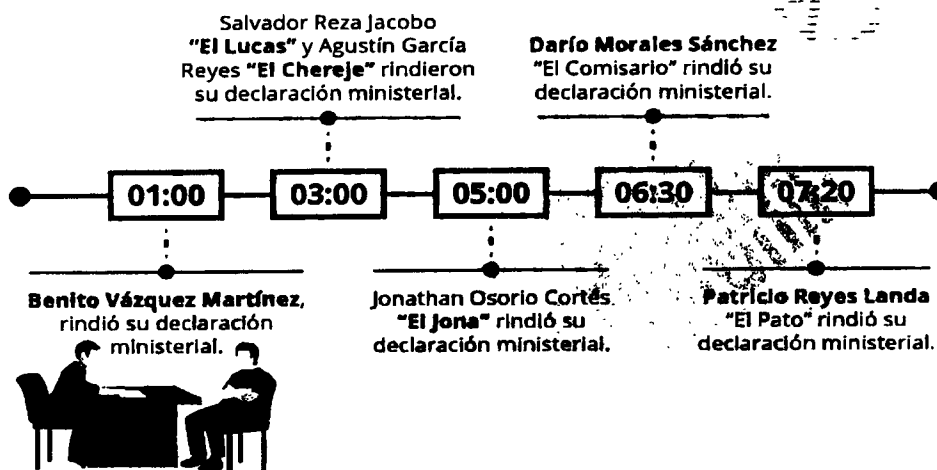 Salvador Reza Jacobo
"El Lucas" y Agustín García
Reyes "El Chereje" rindieron
su declaración ministerial.
Darío Morales Sánchez
"El Comisario" rindió su
declaración ministerial.
01:00
03:00
05:00
06:30
07:20
Benito Vázquez Martínez,
rindió su declaración
ministerial.
Jonathan Osorio Cortés
"El Jona" rindió su
declaración ministerial.
Patricio Reyes Landa
"El Pato" rindió su
declaración ministerial.